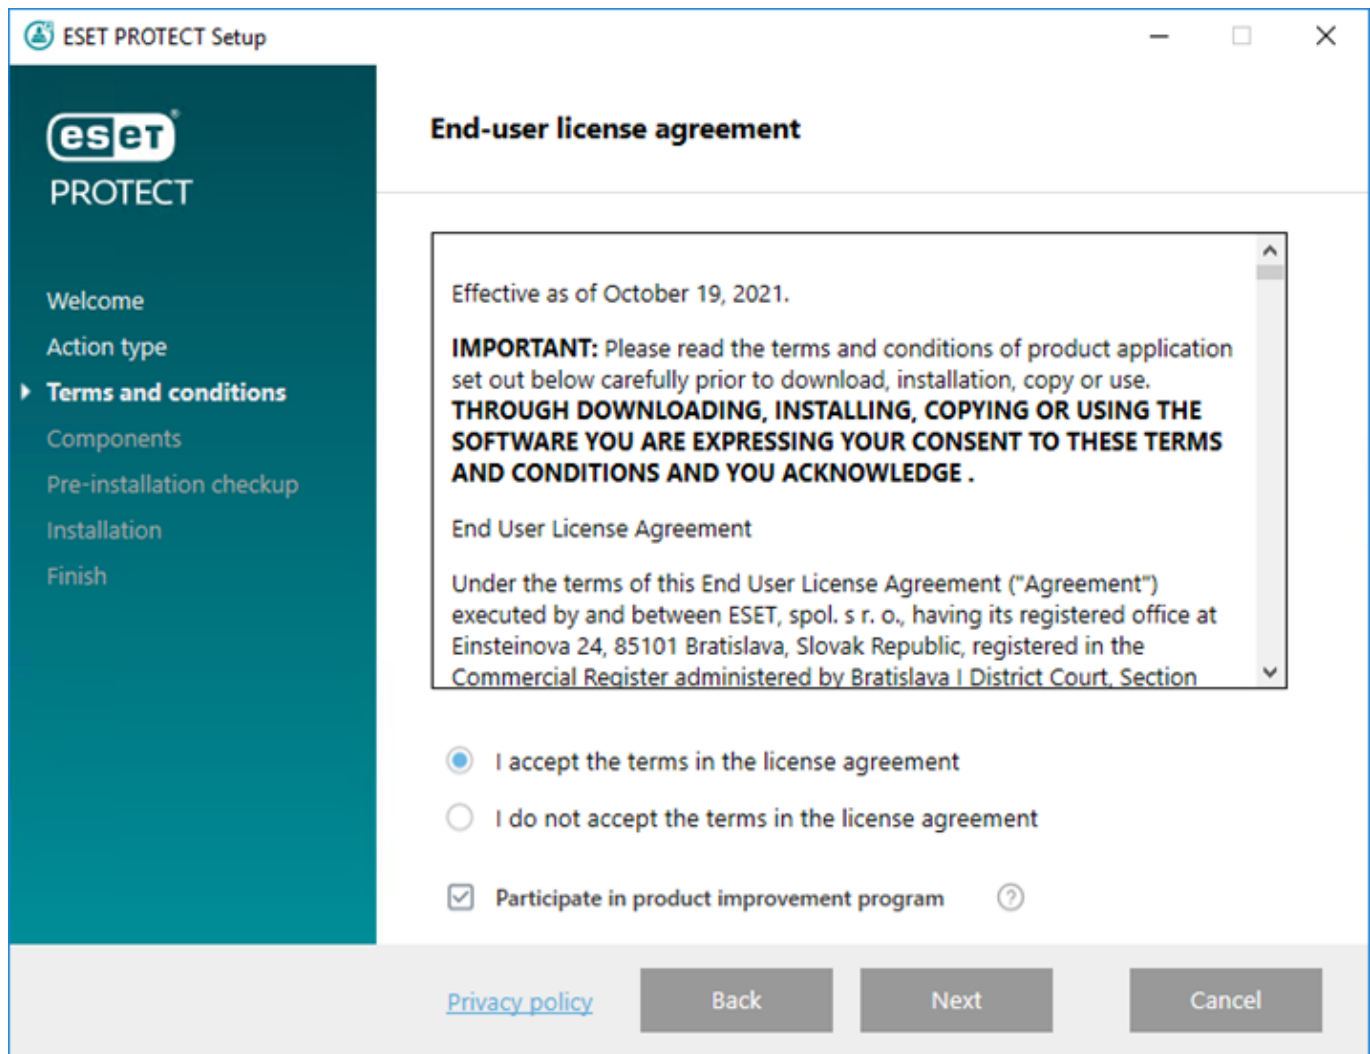 ESET PROTECT Setup
eset®
PROTECT
Welcome
Action type
Terms and conditions
Components
Pre-installation checkup
Installation
Finish
End-user license agreement
Effective as of October 19, 2021.
IMPORTANT: Please read the terms and conditions of product application
set out below carefully prior to download, installation, copy or use.
THROUGH DOWNLOADING, INSTALLING, COPYING OR USING THE
SOFTWARE YOU ARE EXPRESSING YOUR CONSENT TO THESE TERMS
AND CONDITIONS AND YOU ACKNOWLEDGE .
End User License Agreement
Under the terms of this End User License Agreement ("Agreement")
executed by and between ESET, spol. s r. o., having its registered office at
Einsteinova 24, 85101 Bratislava, Slovak Republic, registered in the
Commercial Register administered by Bratislava I District Court, Section
I accept the terms in the license agreement
I do not accept the terms in the license agreement
Participate in product improvement program ?
Privacy policy
Back
Next
Cancel